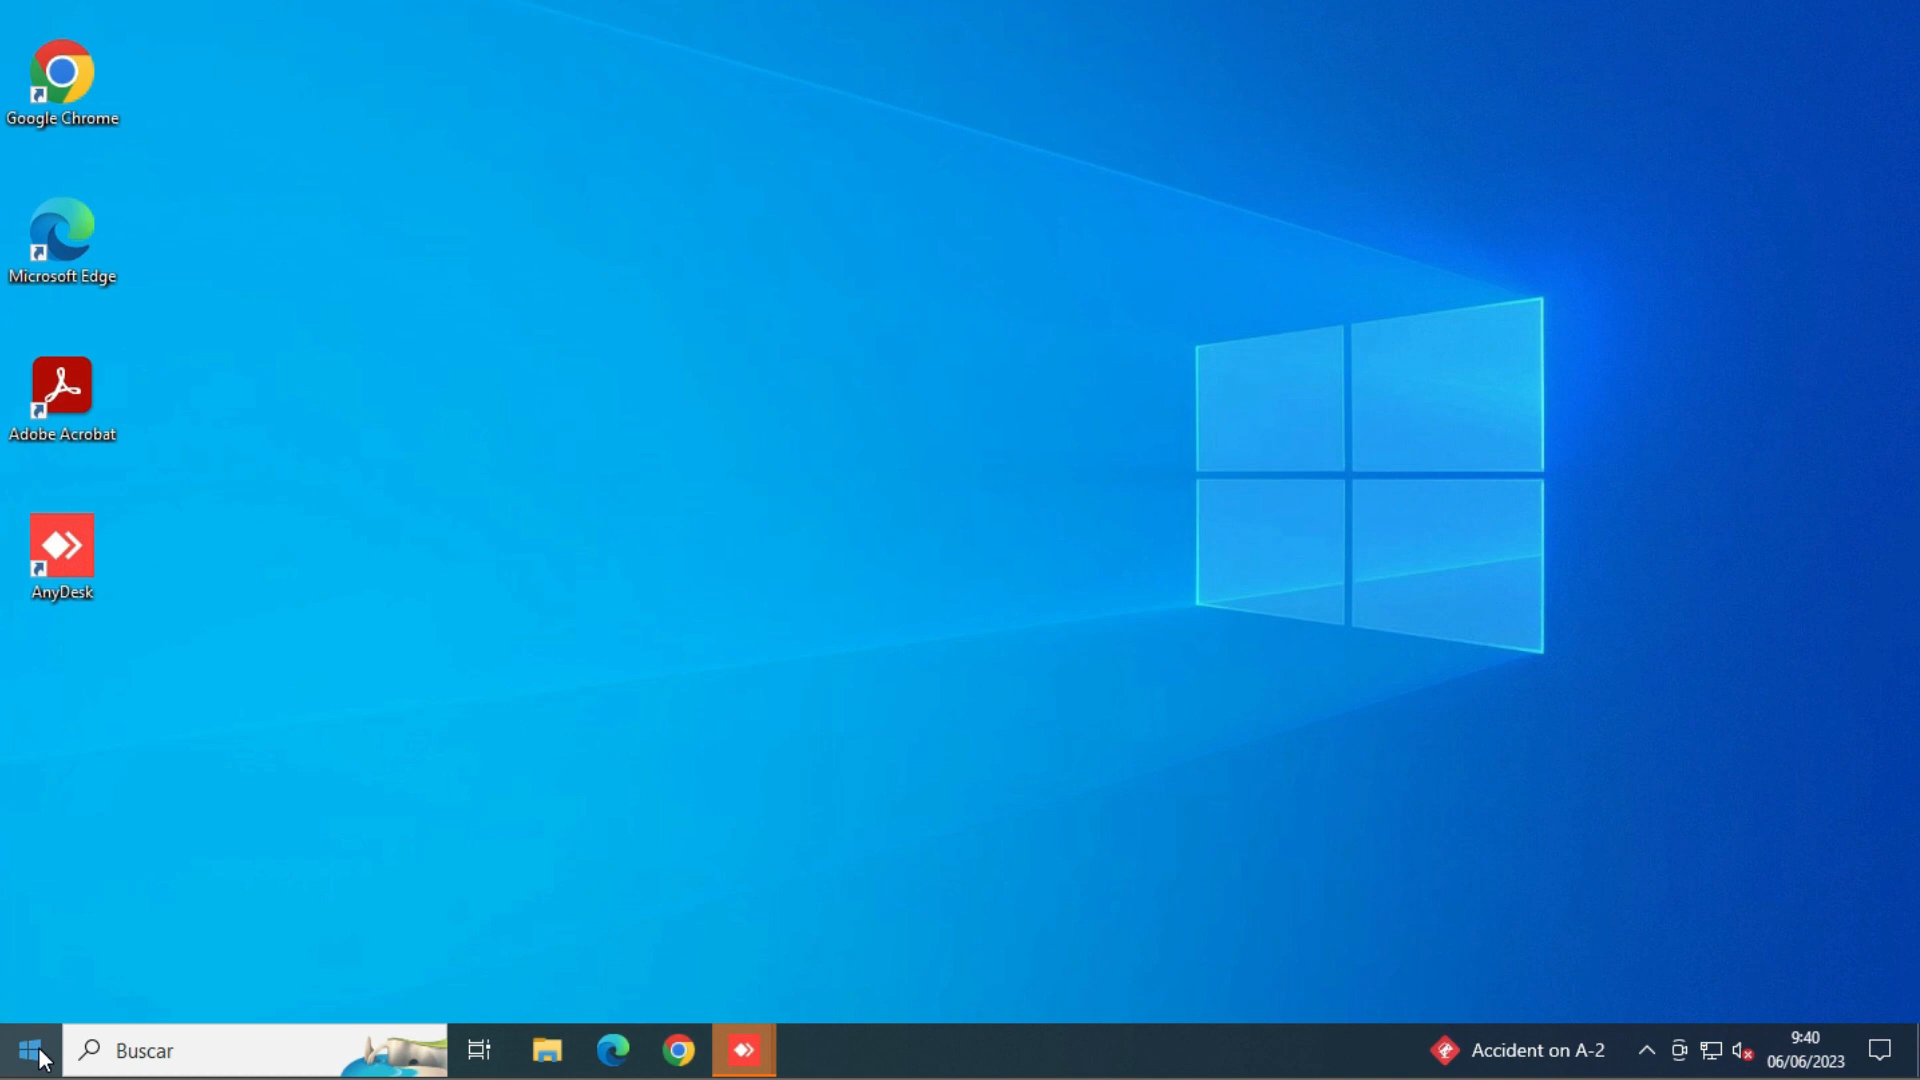 Google Chrome
Microsoft Edge
Adobe Acrobat
AnyDesk
Buscar
Accident on A-2
9:40
06/06/2023